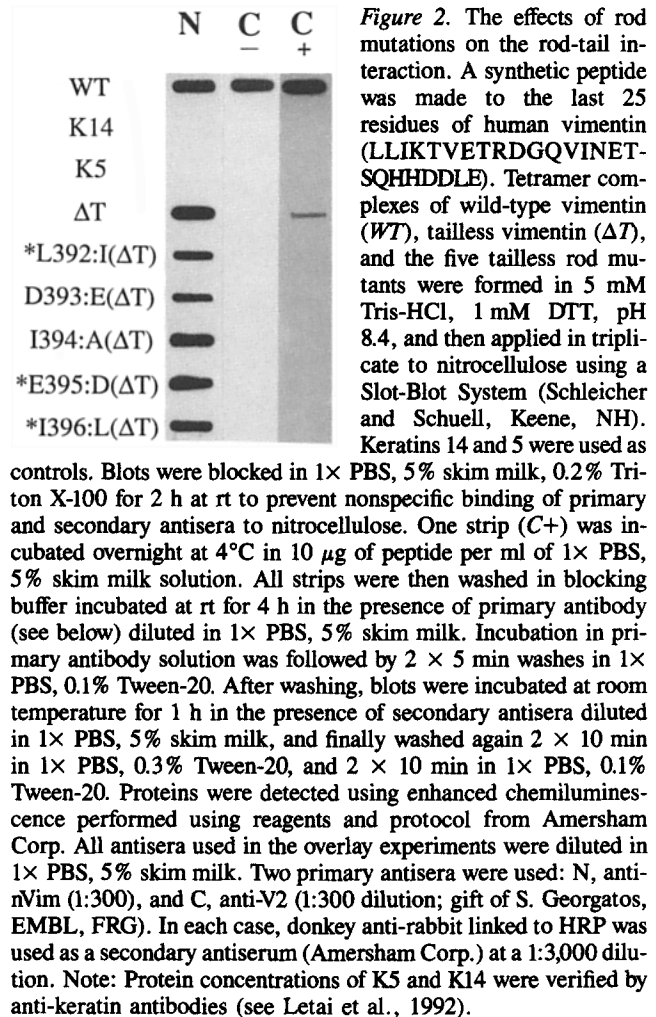 N C C
− +
WT
K14
K5
ΔT
*L392:I(ΔT)
D393:E(ΔT)
I394:A(ΔT)
*E395:D(ΔT)
*I396:L(ΔT)
Figure 2. The effects of rod
mutations on the rod-tail in-
teraction. A synthetic peptide
was made to the last 25
residues of human vimentin
(LLIKTVETRDGQVINET-
SQHHDDLE). Tetramer com-
plexes of wild-type vimentin
(WT), tailless vimentin (ΔT),
and the five tailless rod mu-
tants were formed in 5 mM
Tris-HCl, 1 mM DTT, pH
8.4, and then applied in tripli-
cate to nitrocellulose using a
Slot-Blot System (Schleicher
and Schuell, Keene, NH).
Keratins 14 and 5 were used as
controls. Blots were blocked in 1× PBS, 5% skim milk, 0.2% Tri-
ton X-100 for 2 h at rt to prevent nonspecific binding of primary
and secondary antisera to nitrocellulose. One strip (C+) was in-
cubated overnight at 4°C in 10 μg of peptide per ml of 1× PBS,
5% skim milk solution. All strips were then washed in blocking
buffer incubated at rt for 4 h in the presence of primary antibody
(see below) diluted in 1× PBS, 5% skim milk. Incubation in pri-
mary antibody solution was followed by 2 × 5 min washes in 1×
PBS, 0.1% Tween-20. After washing, blots were incubated at room
temperature for 1 h in the presence of secondary antisera diluted
in 1× PBS, 5% skim milk, and finally washed again 2 × 10 min
in 1× PBS, 0.3% Tween-20, and 2 × 10 min in 1× PBS, 0.1%
Tween-20. Proteins were detected using enhanced chemilumines-
cence performed using reagents and protocol from Amersham
Corp. All antisera used in the overlay experiments were diluted in
1× PBS, 5% skim milk. Two primary antisera were used: N, anti-
nVim (1:300), and C, anti-V2 (1:300 dilution; gift of S. Georgatos,
EMBL, FRG). In each case, donkey anti-rabbit linked to HRP was
used as a secondary antiserum (Amersham Corp.) at a 1:3,000 dilu-
tion. Note: Protein concentrations of K5 and K14 were verified by
anti-keratin antibodies (see Letai et al., 1992).